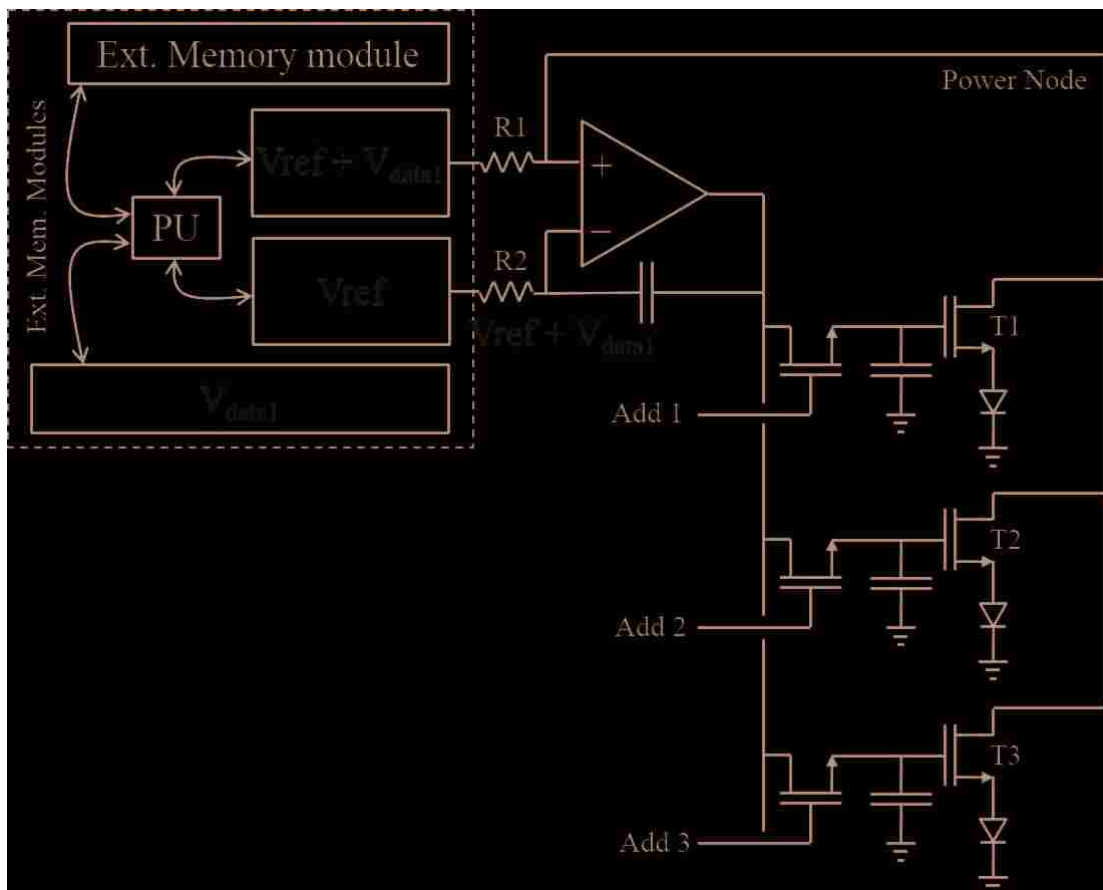 Ext. Memory module
Ext. Mem. Modules
Power Node
R1
Vref + Vdata1
+
PU
−
R2
Vref
Vref + Vdata1
T1
Vdata1
Add 1
T2
Add 2
T3
Add 3